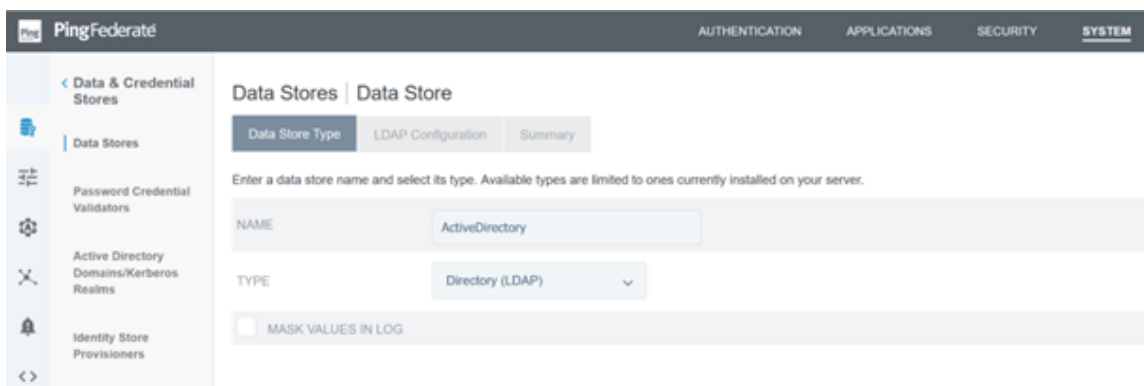 Ping
PingFederate
AUTHENTICATION
APPLICATIONS
SECURITY
SYSTEM
< Data & Credential
Stores
Data Stores
Password Credential
Validators
Active Directory
Domains/Kerberos
Realms
Identity Store
Provisioners
Data Stores | Data Store
Data Store Type
LDAP Configuration
Summary
Enter a data store name and select its type. Available types are limited to ones currently installed on your server.
NAME
ActiveDirectory
TYPE
Directory (LDAP)
MASK VALUES IN LOG